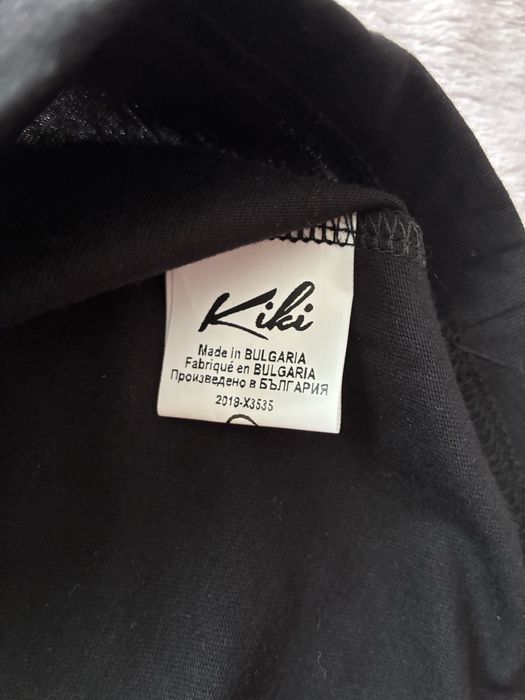 Kiki
Made in BULGARIA
Fabriqué en BULGARIA
Произведено в БЪЛГАРИЯ
2019-X3535